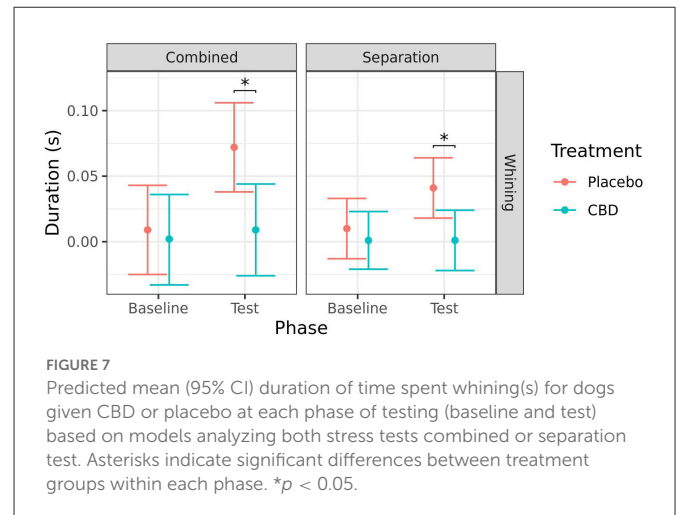 Combined
Separation
*
*
0.10
0.05
0.00
Duration (s)
Whining
Treatment
Placebo
CBD
Baseline
Test
Baseline
Test
Phase
FIGURE 7
Predicted mean (95% CI) duration of time spent whining(s) for dogs
given CBD or placebo at each phase of testing (baseline and test)
based on models analyzing both stress tests combined or separation
test. Asterisks indicate significant differences between treatment
groups within each phase. *p < 0.05.